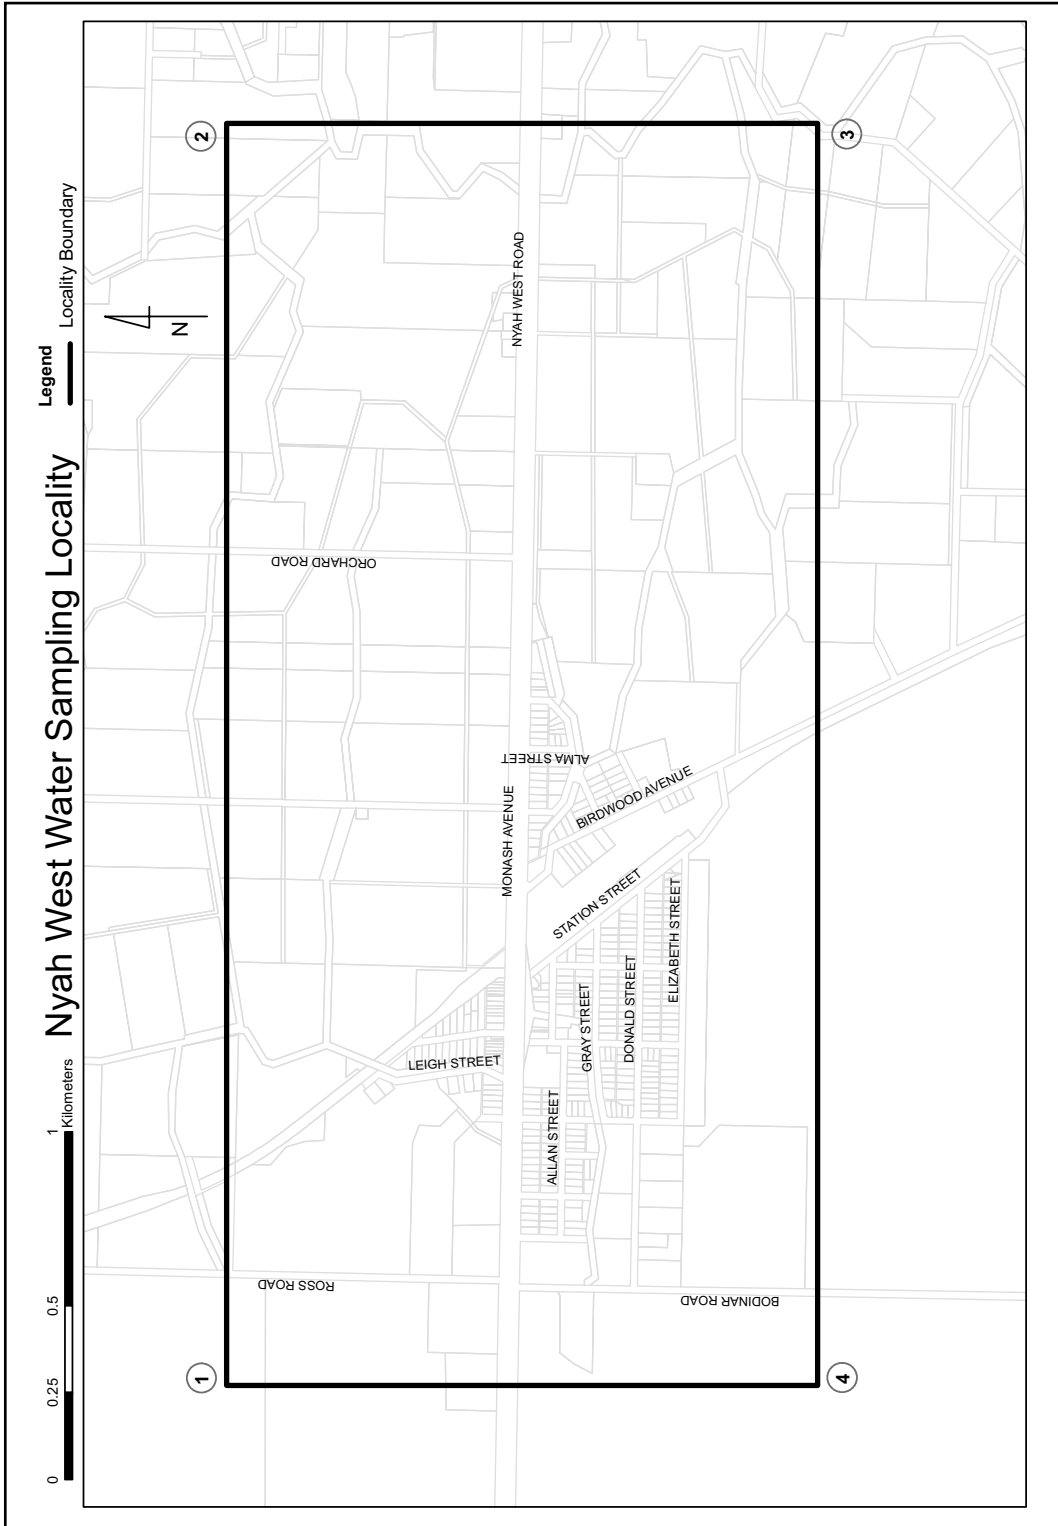 Nyah West Water Sampling Locality
Legend
Locality Boundary
N
0 0.25 0.5 1
Kilometers
1
2
3
4
ROSS ROAD
ORCHARD ROAD
LEIGH STREET
MONASH AVENUE
NYAH WEST ROAD
ALMA STREET
BIRDWOOD AVENUE
STATION STREET
ALLAN STREET
GRAY STREET
DONALD STREET
ELIZABETH STREET
BODINAR ROAD